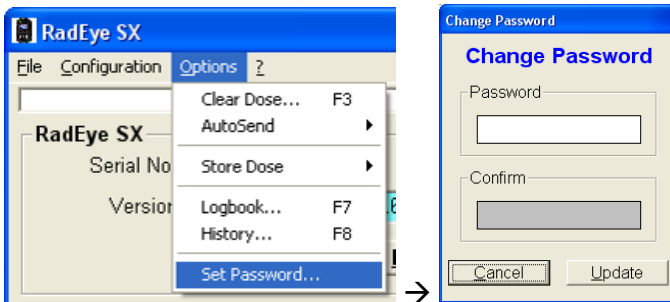 RadEye SX
File Configuration Options ?
Clear Dose... F3
AutoSend
RadEye SX
Serial No
Store Dose
Version
Logbook... F7
History... F8
Set Password...
→
Change Password
Change Password
Password
Confirm
Cancel Update